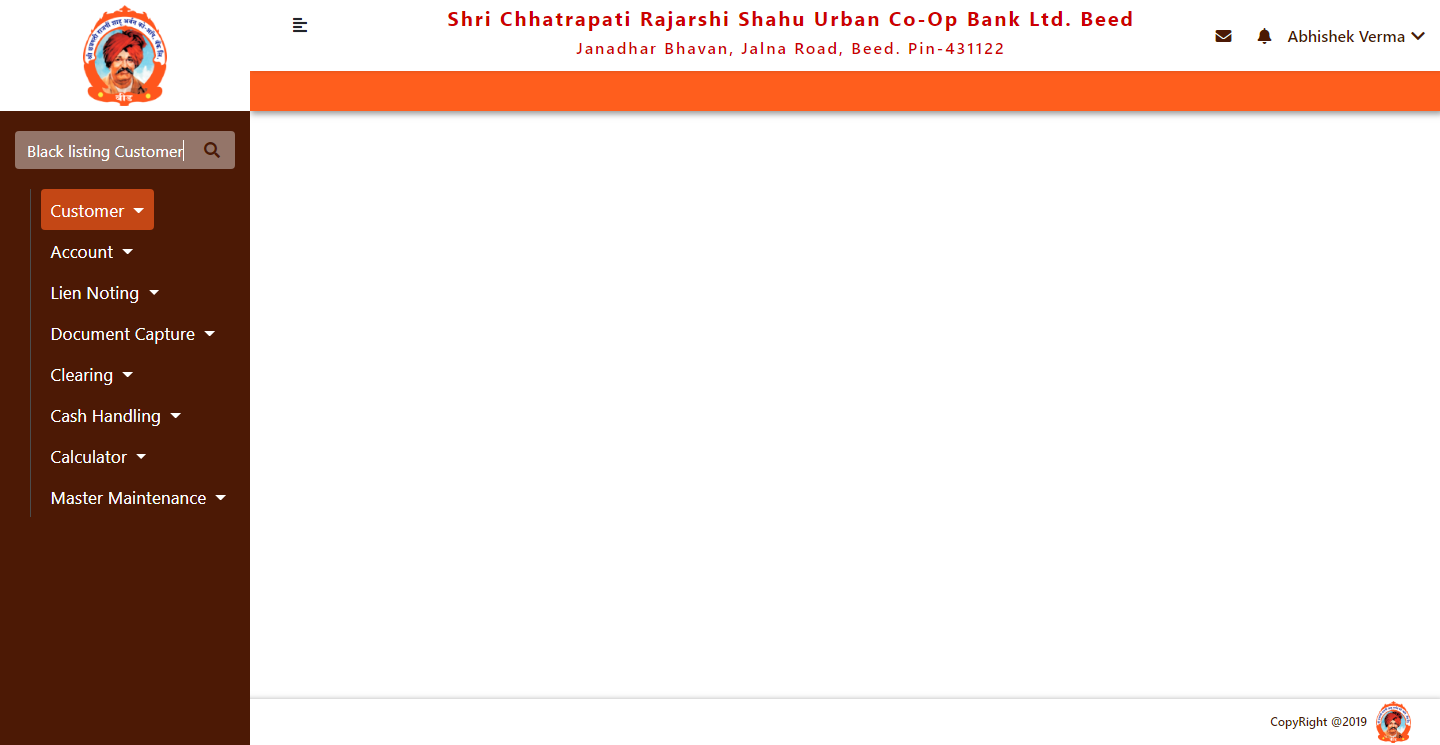 Shri Chhatrapati Rajarshi Shahu Urban Co-Op Bank Ltd. Beed
Janadhar Bhavan, Jalna Road, Beed. Pin-431122
Abhishek Verma
बीड
Black listing Customer
Customer
Account
Lien Noting
Document Capture
Clearing
Cash Handling
Calculator
Master Maintenance
CopyRight @2019